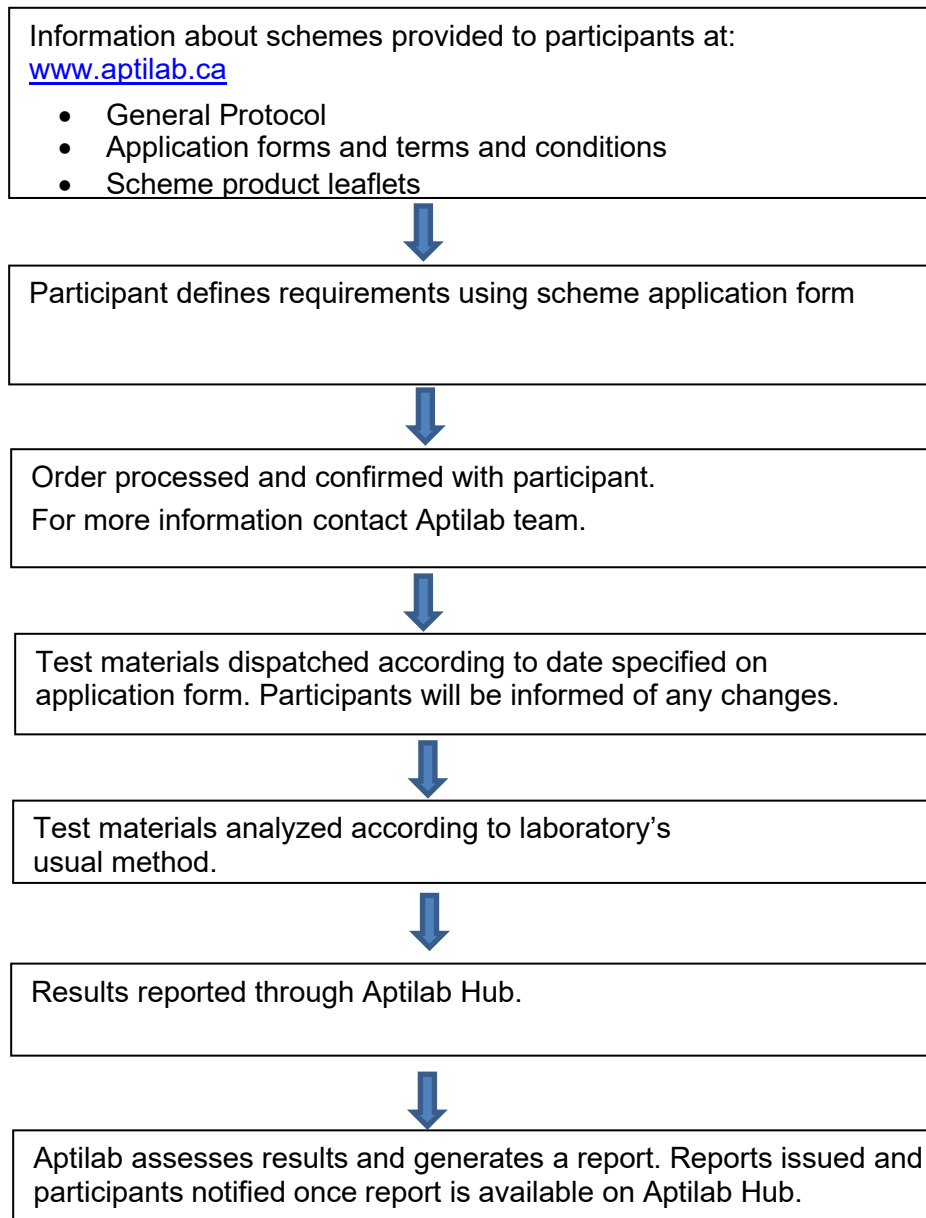 Information about schemes provided to participants at:
www.aptilab.ca
• General Protocol
• Application forms and terms and conditions
• Scheme product leaflets
Participant defines requirements using scheme application form
Order processed and confirmed with participant.
For more information contact Aptilab team.
Test materials dispatched according to date specified on
application form. Participants will be informed of any changes.
Test materials analyzed according to laboratory’s
usual method.
Results reported through Aptilab Hub.
Aptilab assesses results and generates a report. Reports issued and
participants notified once report is available on Aptilab Hub.